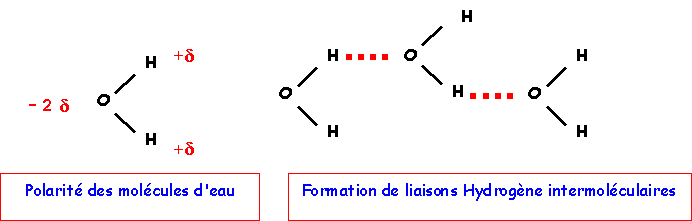 H
+δ
- 2 δ
O
H
+δ
H
H
O
H
O
H
O
H
H
Polarité des molécules d'eau
Formation de liaisons Hydrogène intermoléculaires